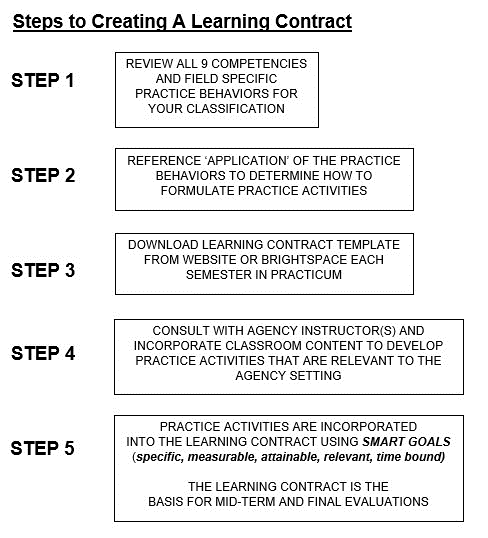 Steps to Creating A Learning Contract
STEP 1
REVIEW ALL 9 COMPETENCIES
AND FIELD SPECIFIC
PRACTICE BEHAVIORS FOR
YOUR CLASSIFICATION
STEP 2
REFERENCE ‘APPLICATION’ OF THE PRACTICE
BEHAVIORS TO DETERMINE HOW TO
FORMULATE PRACTICE ACTIVITIES
STEP 3
DOWNLOAD LEARNING CONTRACT TEMPLATE
FROM WEBSITE OR BRIGHTSPACE EACH
SEMESTER IN PRACTICUM
STEP 4
CONSULT WITH AGENCY INSTRUCTOR(S) AND
INCORPORATE CLASSROOM CONTENT TO DEVELOP
PRACTICE ACTIVITIES THAT ARE RELEVANT TO THE
AGENCY SETTING
STEP 5
PRACTICE ACTIVITIES ARE INCORPORATED
INTO THE LEARNING CONTRACT USING SMART GOALS
(specific, measurable, attainable, relevant, time bound)
THE LEARNING CONTRACT IS THE
BASIS FOR MID-TERM AND FINAL EVALUATIONS